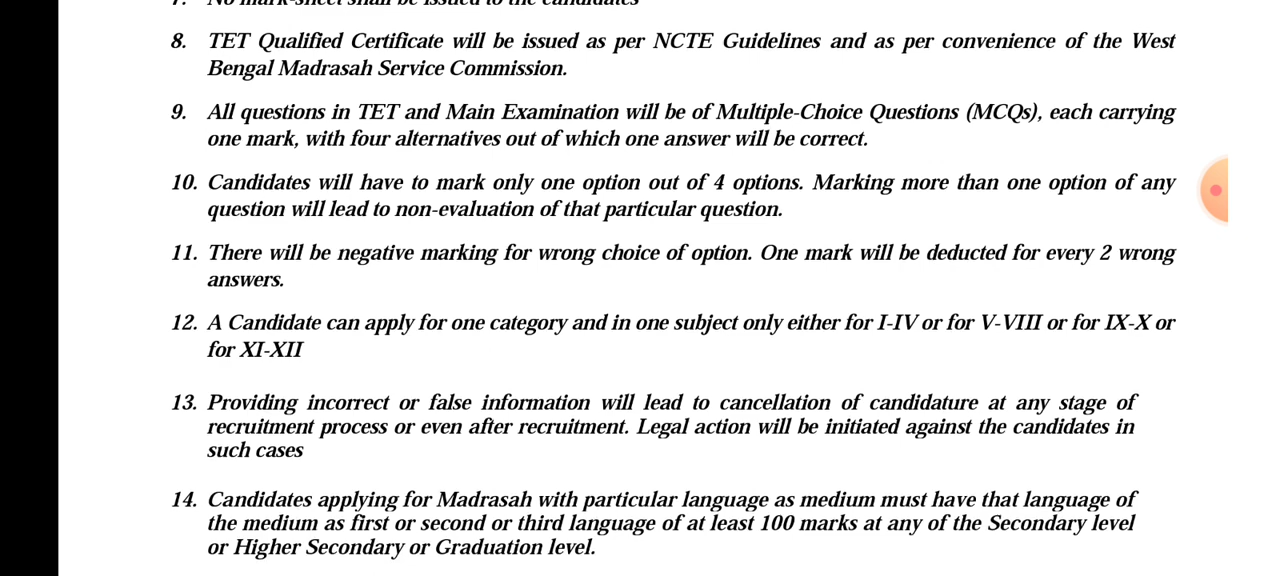 7. No mark-sheet shall be issued to the candidates
8. TET Qualified Certificate will be issued as per NCTE Guidelines and as per convenience of the West
Bengal Madrasah Service Commission.
9. All questions in TET and Main Examination will be of Multiple-Choice Questions (MCQs), each carrying
one mark, with four alternatives out of which one answer will be correct.
10. Candidates will have to mark only one option out of 4 options. Marking more than one option of any
question will lead to non-evaluation of that particular question.
11. There will be negative marking for wrong choice of option. One mark will be deducted for every 2 wrong
answers.
12. A Candidate can apply for one category and in one subject only either for I-IV or for V-VIII or for IX-X or
for XI-XII
13. Providing incorrect or false information will lead to cancellation of candidature at any stage of
recruitment process or even after recruitment. Legal action will be initiated against the candidates in
such cases
14. Candidates applying for Madrasah with particular language as medium must have that language of
the medium as first or second or third language of at least 100 marks at any of the Secondary level
or Higher Secondary or Graduation level.